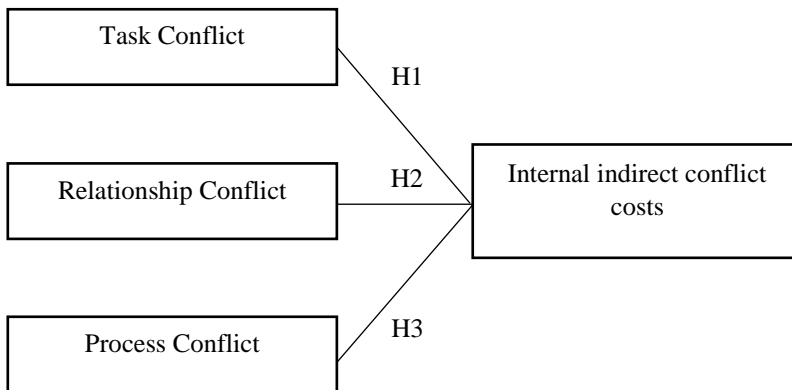 Task Conflict
H1
Relationship Conflict
H2
Internal indirect conflict
costs
H3
Process Conflict